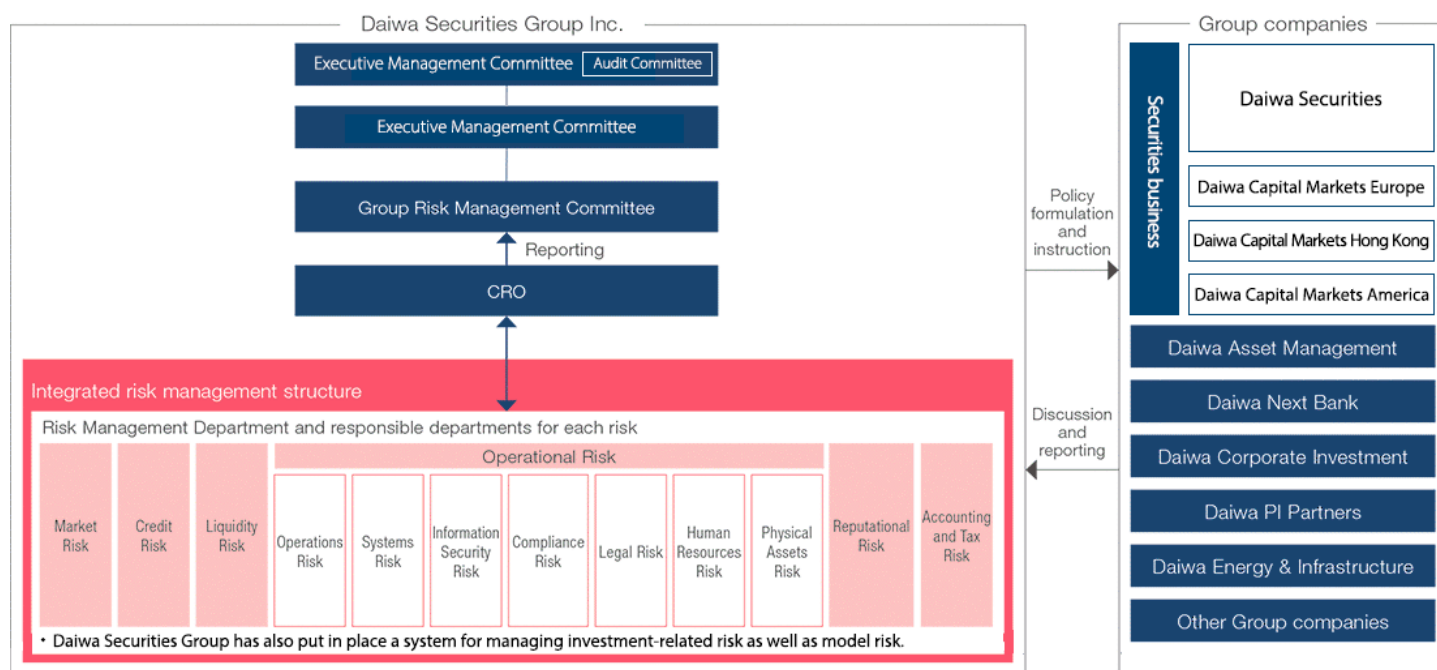 Daiwa Securities Group Inc.
Executive Management Committee
Audit Committee
Executive Management Committee
Group Risk Management Committee
Reporting
CRO
Integrated risk management structure
Risk Management Department and responsible departments for each risk
Market
Risk
Credit
Risk
Liquidity
Risk
Operational Risk
Operations
Risk
Systems
Risk
Information
Security
Risk
Compliance
Risk
Legal Risk
Human
Resources
Risk
Physical
Assets
Risk
Reputational
Risk
Accounting
and Tax
Risk
・ Daiwa Securities Group has also put in place a system for managing investment-related risk as well as model risk.
Policy
formulation
and
instruction
Discussion
and
reporting
Group companies
Securities business
Daiwa Securities
Daiwa Capital Markets Europe
Daiwa Capital Markets Hong Kong
Daiwa Capital Markets America
Daiwa Asset Management
Daiwa Next Bank
Daiwa Corporate Investment
Daiwa PI Partners
Daiwa Energy & Infrastructure
Other Group companies